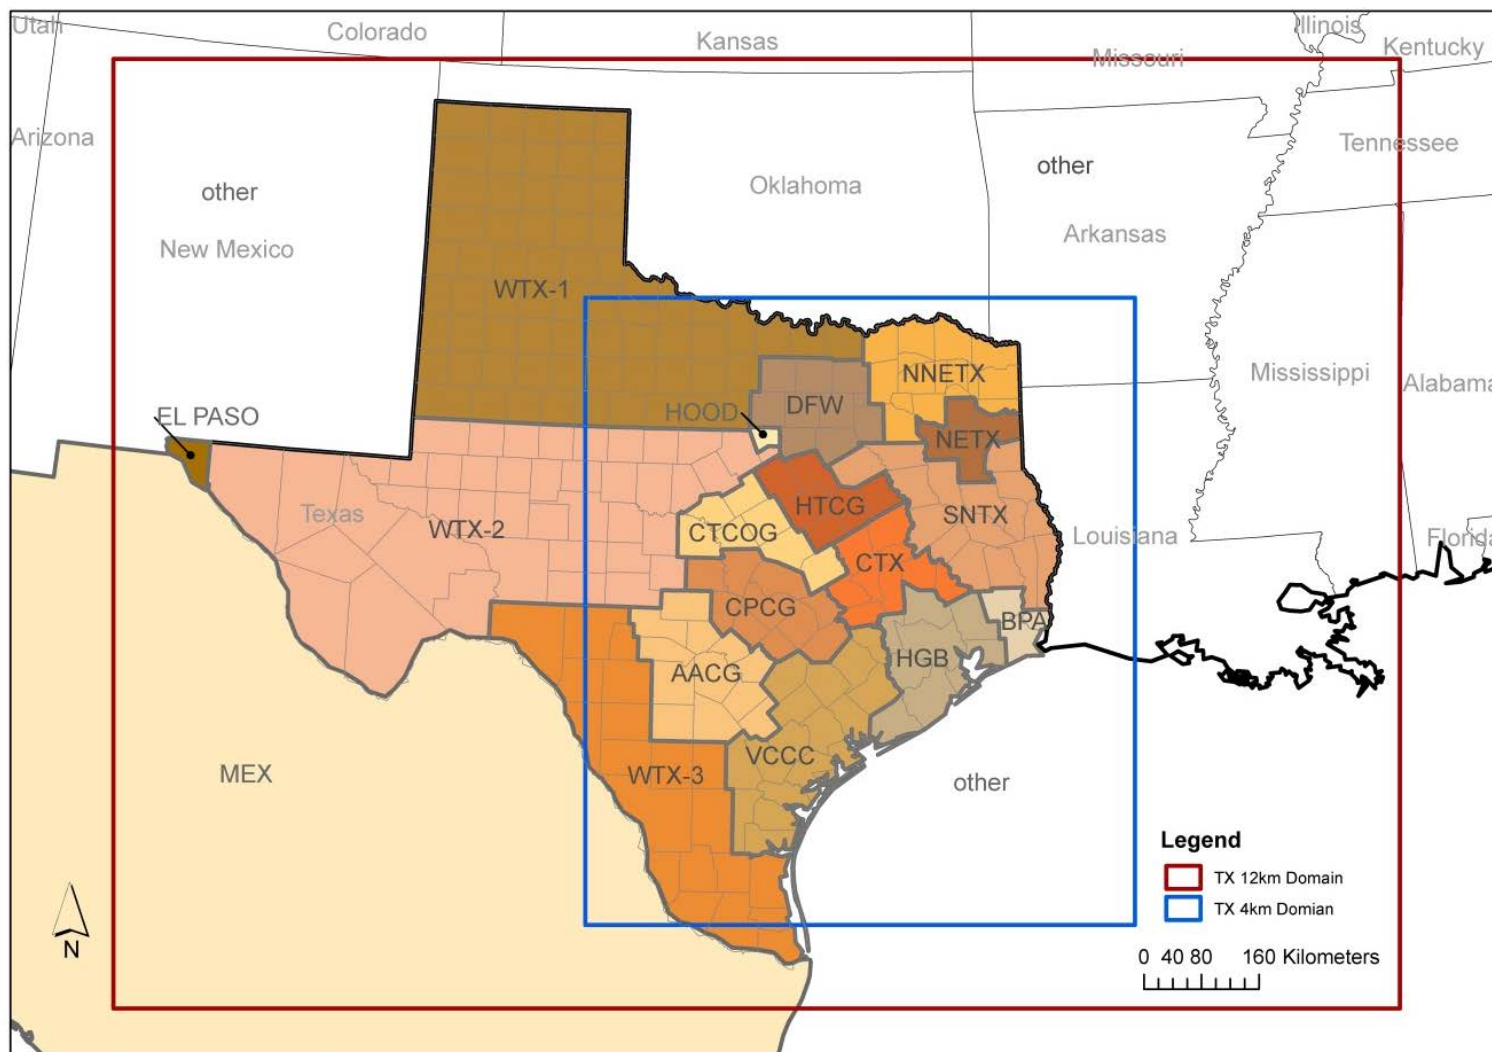 Utah
Colorado
Kansas
Illinois
Kentucky
Missouri
Arizona
Tennessee
other
other
Oklahoma
New Mexico
Arkansas
WTX-1
NNETX
Mississippi
Alabama
EL PASO
HOOD
DFW
NETX
HTCG
SNTX
Texas
WTX-2
CTCOG
Louisiana
Florida
CTX
CPCG
BPA
HGB
AACG
VCCC
WTX-3
MEX
other
Legend
TX 12km Domain
TX 4km Domian
N
0 40 80 160 Kilometers